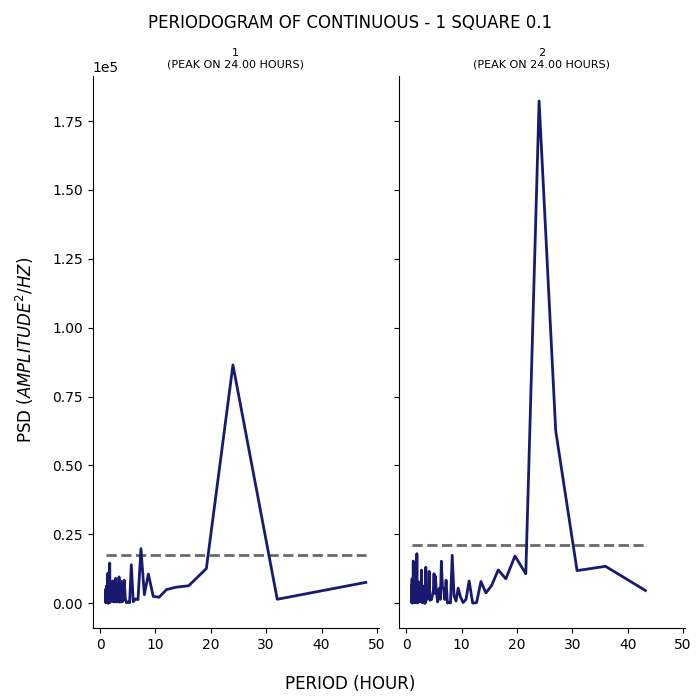 PERIODOGRAM OF CONTINUOUS - 1 SQUARE 0.1
1
(PEAK ON 24.00 HOURS)
2
(PEAK ON 24.00 HOURS)
1e5
1.75
1.50
1.25
1.00
0.75
0.50
0.25
0.00
PSD (AMPLITUDE²/HZ)
0 10 20 30 40 50
0 10 20 30 40 50
PERIOD (HOUR)